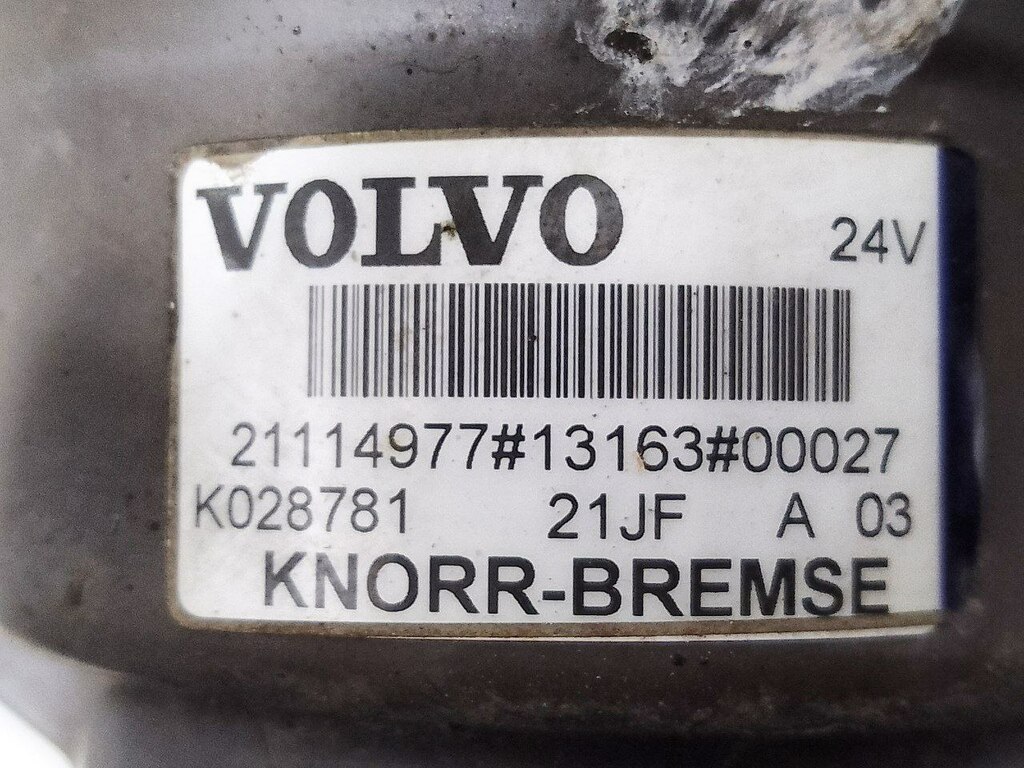 VOLVO
24V
21114977#13163#00027
K028781 21JF A 03
KNORR-BREMSE